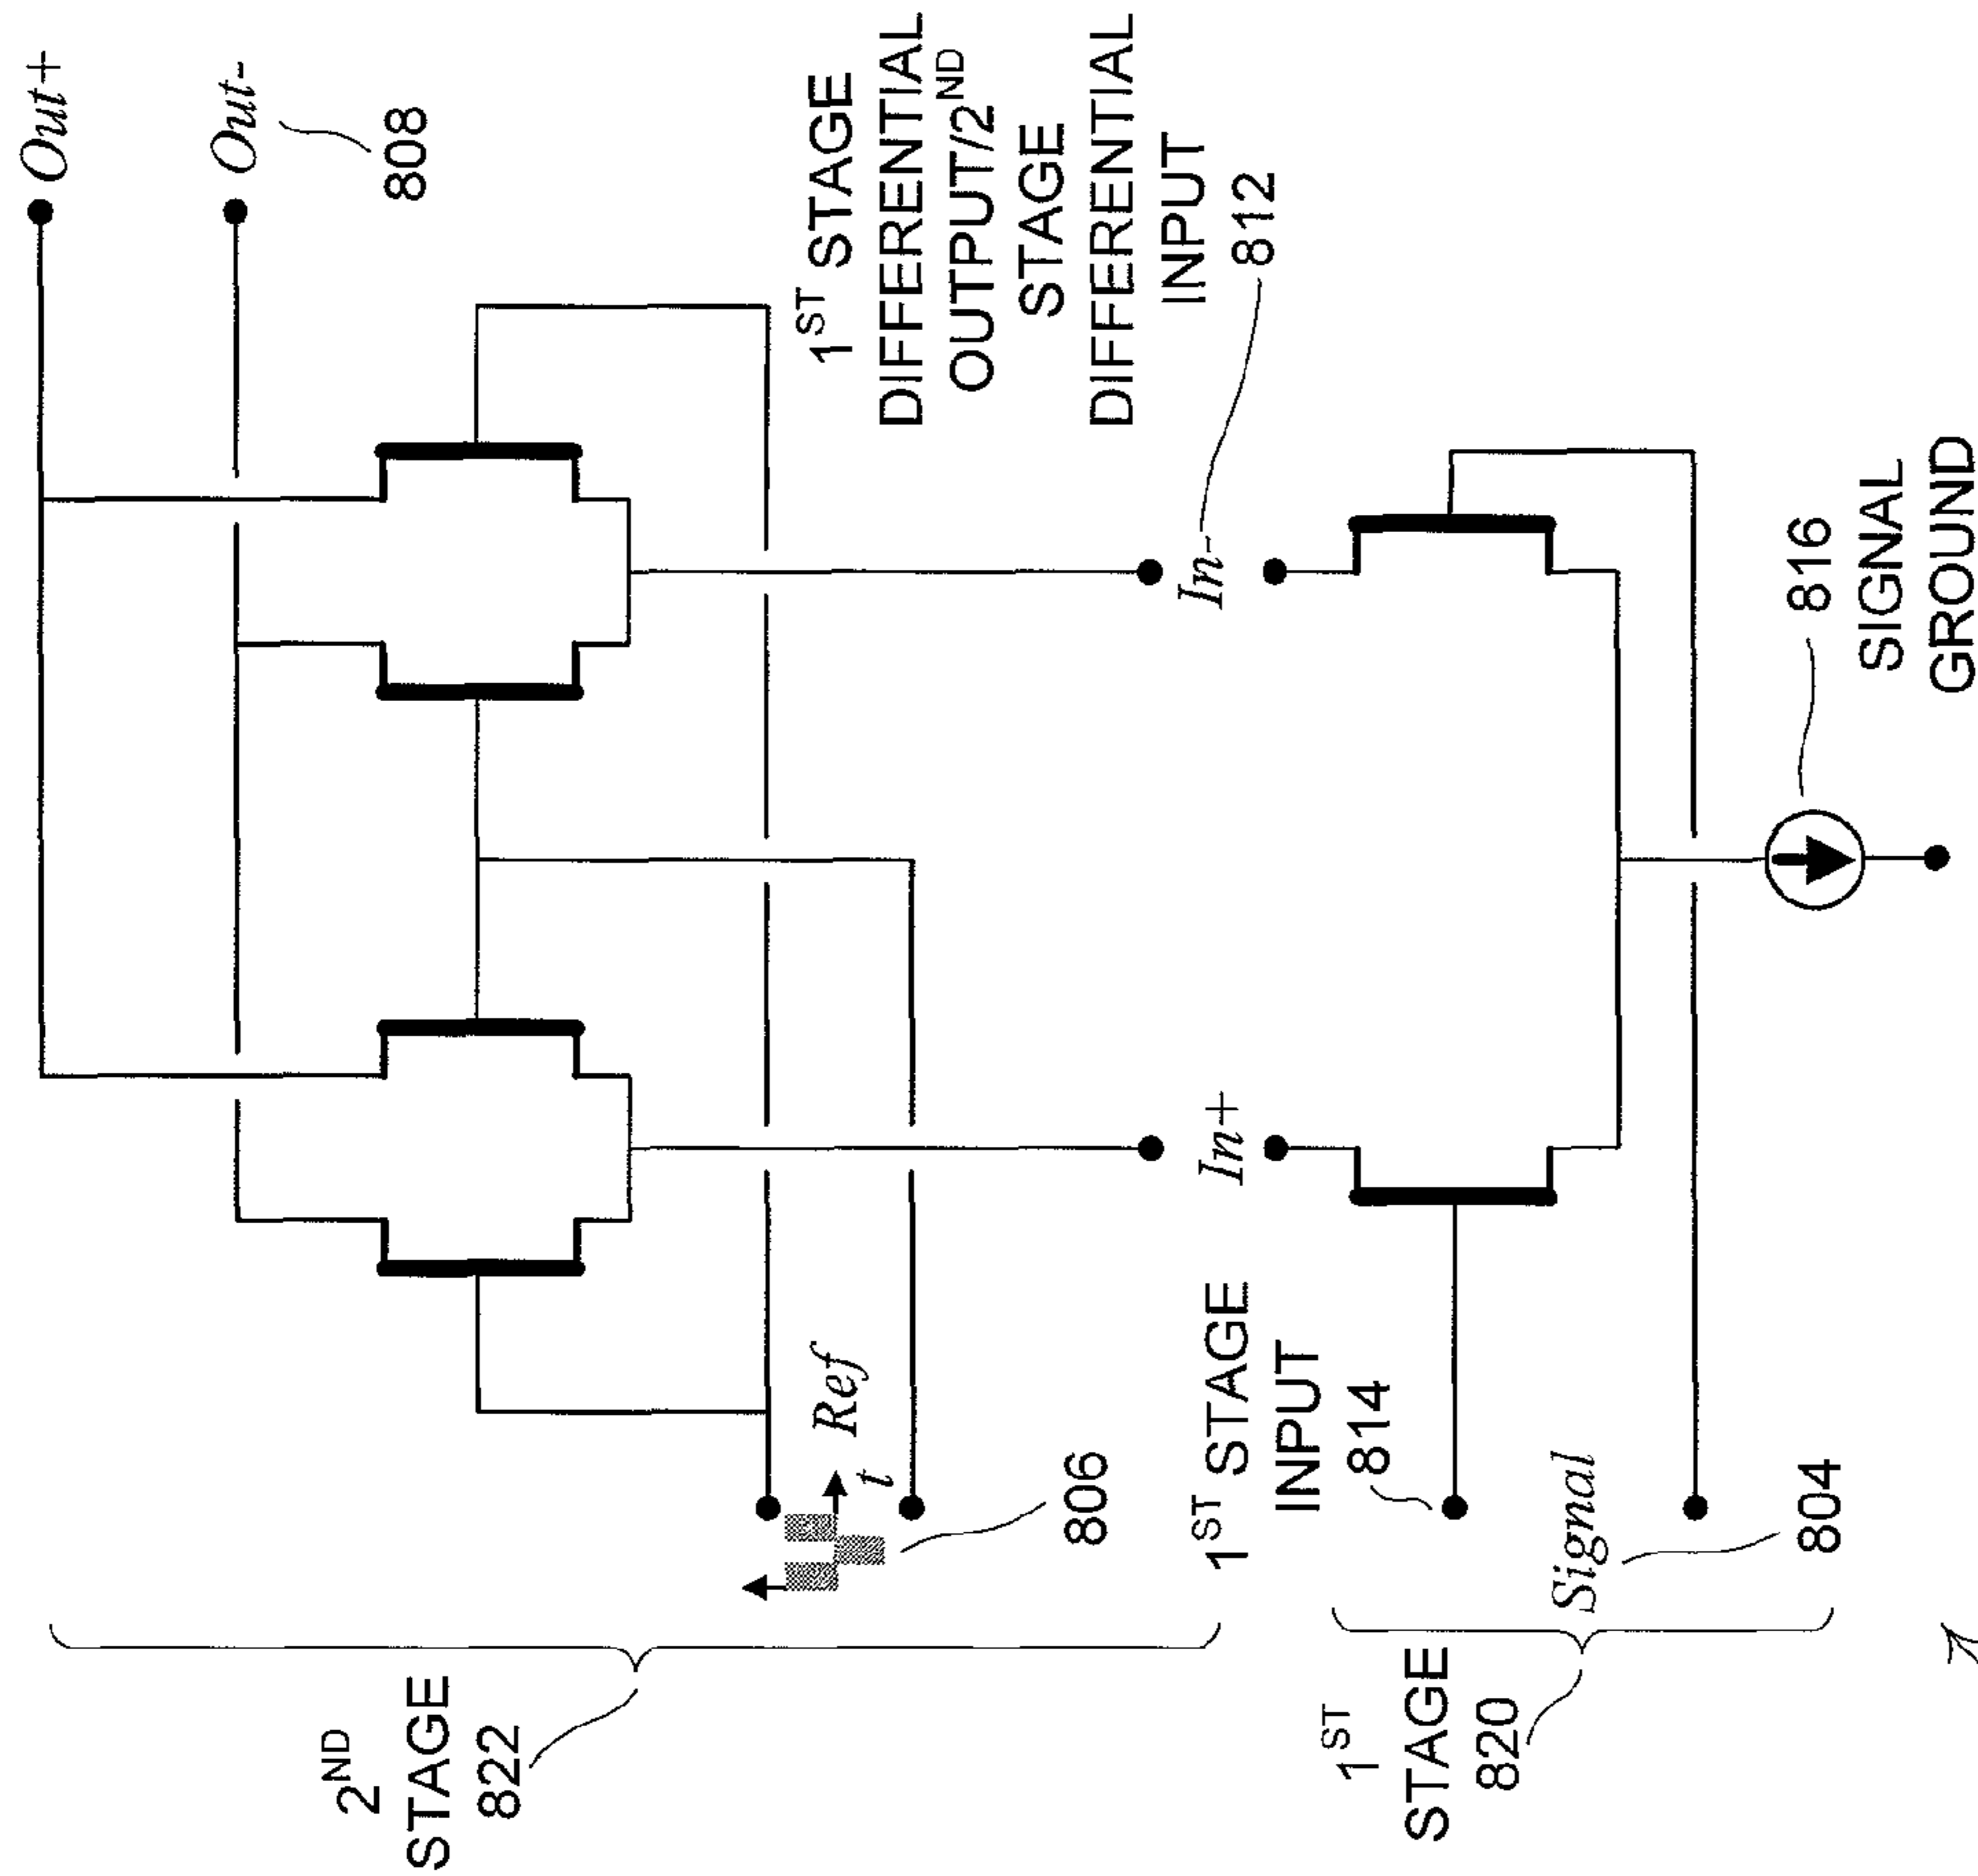 Out+
Out-
808
1ST STAGE
DIFFERENTIAL
OUTPUT/2ND
STAGE
DIFFERENTIAL
INPUT
812
2ND
STAGE
822
Ref
t
806
In+
In-
1ST STAGE
INPUT
814
Signal
804
1ST
STAGE
820
816
SIGNAL
GROUND